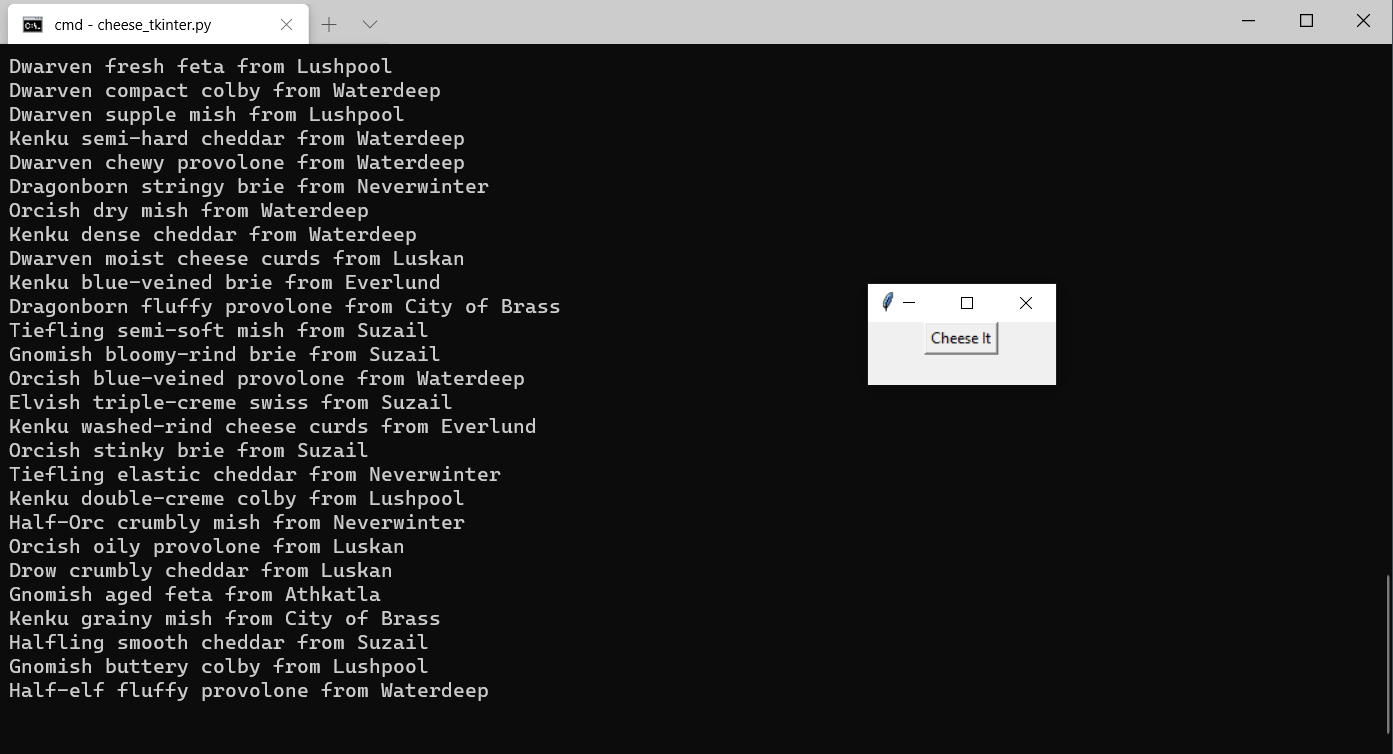 cmd - cheese_tkinter.py
Dwarven fresh feta from Lushpool
Dwarven compact colby from Waterdeep
Dwarven supple mish from Lushpool
Kenku semi-hard cheddar from Waterdeep
Dwarven chewy provolone from Waterdeep
Dragonborn stringy brie from Neverwinter
Orcish dry mish from Waterdeep
Kenku dense cheddar from Waterdeep
Dwarven moist cheese curds from Luskan
Kenku blue-veined brie from Everlund
Dragonborn fluffy provolone from City of Brass
Tiefling semi-soft mish from Suzail
Gnomish bloomy-rind brie from Suzail
Orcish blue-veined provolone from Waterdeep
Elvish triple-creme swiss from Suzail
Kenku washed-rind cheese curds from Everlund
Orcish stinky brie from Suzail
Tiefling elastic cheddar from Neverwinter
Kenku double-creme colby from Lushpool
Half-Orc crumbly mish from Neverwinter
Orcish oily provolone from Luskan
Drow crumbly cheddar from Luskan
Gnomish aged feta from Athkatla
Kenku grainy mish from City of Brass
Halfling smooth cheddar from Suzail
Gnomish buttery colby from Lushpool
Half-elf fluffy provolone from Waterdeep
Cheese It